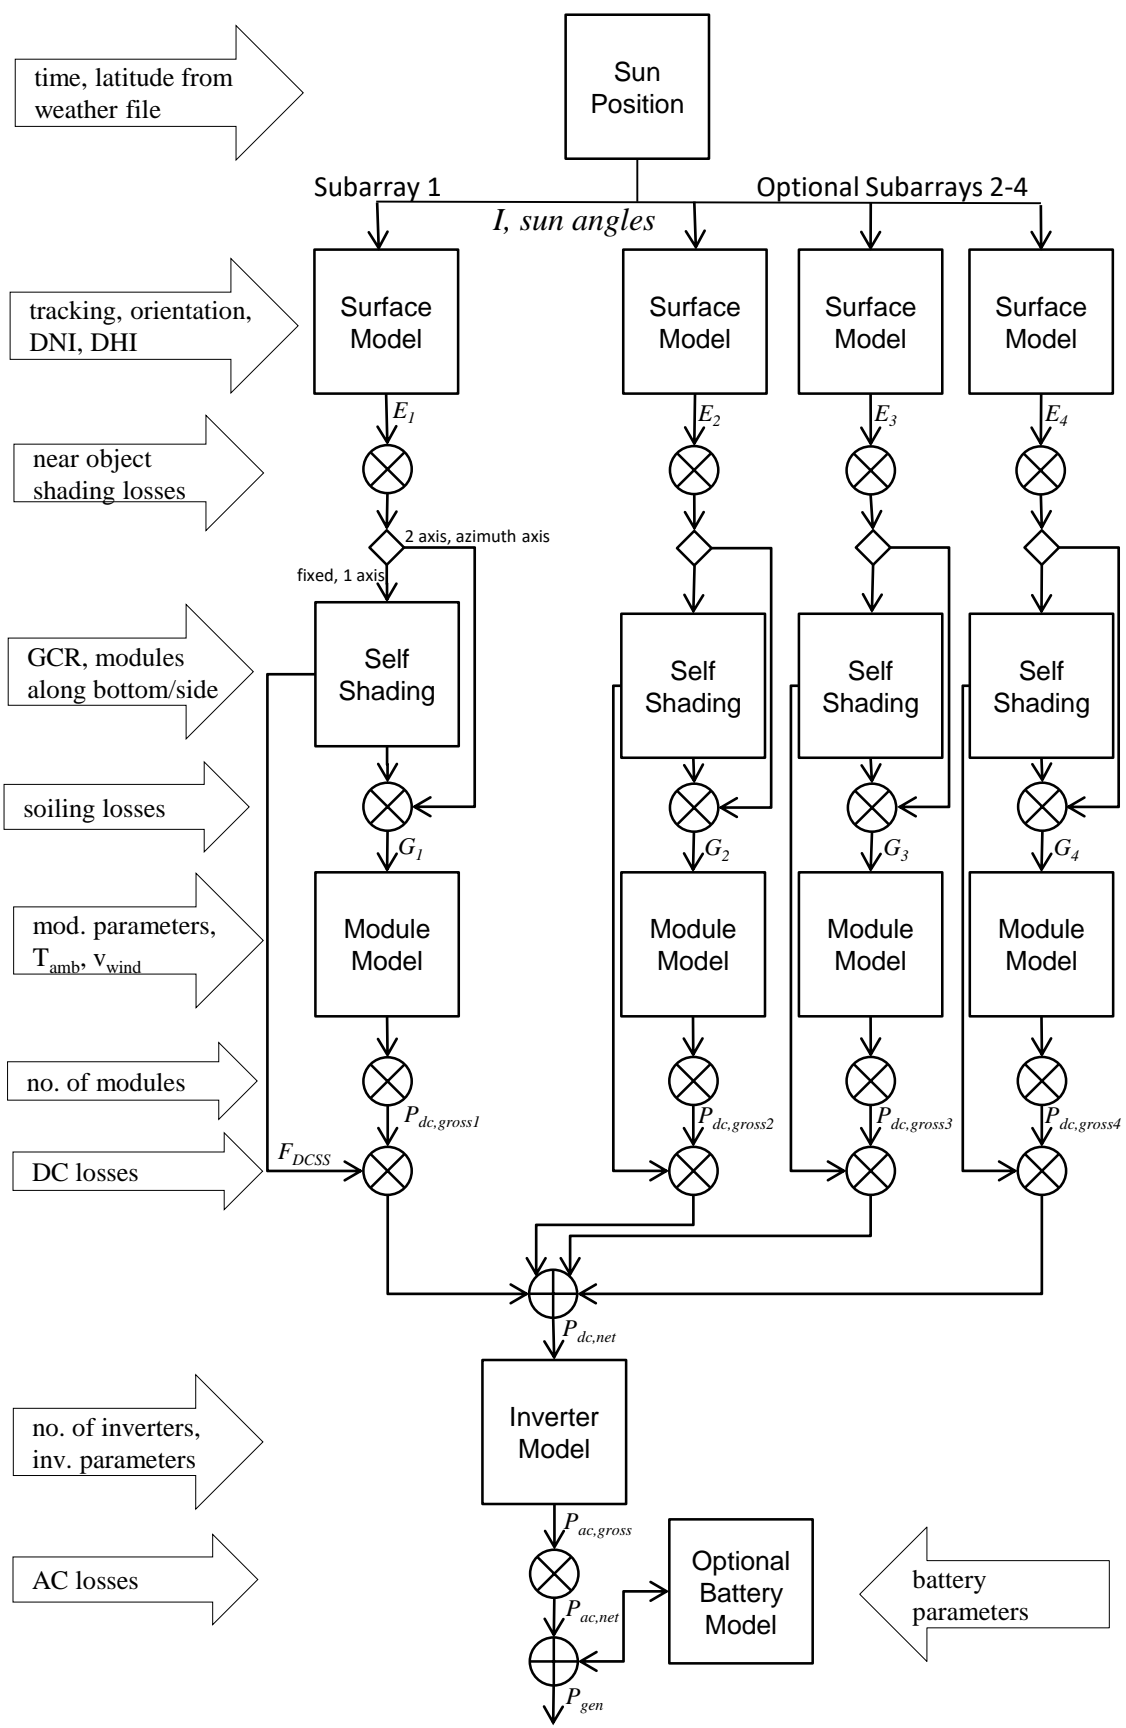 time, latitude from
weather file
Sun
Position
Subarray 1
Optional Subarrays 2-4
I, sun angles
tracking, orientation,
DNI, DHI
Surface
Model
Surface
Model
Surface
Model
Surface
Model
E1
E2
E3
E4
near object
shading losses
2 axis, azimuth axis
fixed, 1 axis
GCR, modules
along bottom/side
Self
Shading
Self
Shading
Self
Shading
Self
Shading
soiling losses
G1
G2
G3
G4
mod. parameters,
Tamb, vwind
Module
Model
Module
Model
Module
Model
Module
Model
no. of modules
Pdc,gross1
Pdc,gross2
Pdc,gross3
Pdc,gross4
DC losses
FDCSS
Pdc,net
no. of inverters,
inv. parameters
Inverter
Model
Pac,gross
AC losses
Optional
Battery
Model
battery
parameters
Pac,net
Pgen